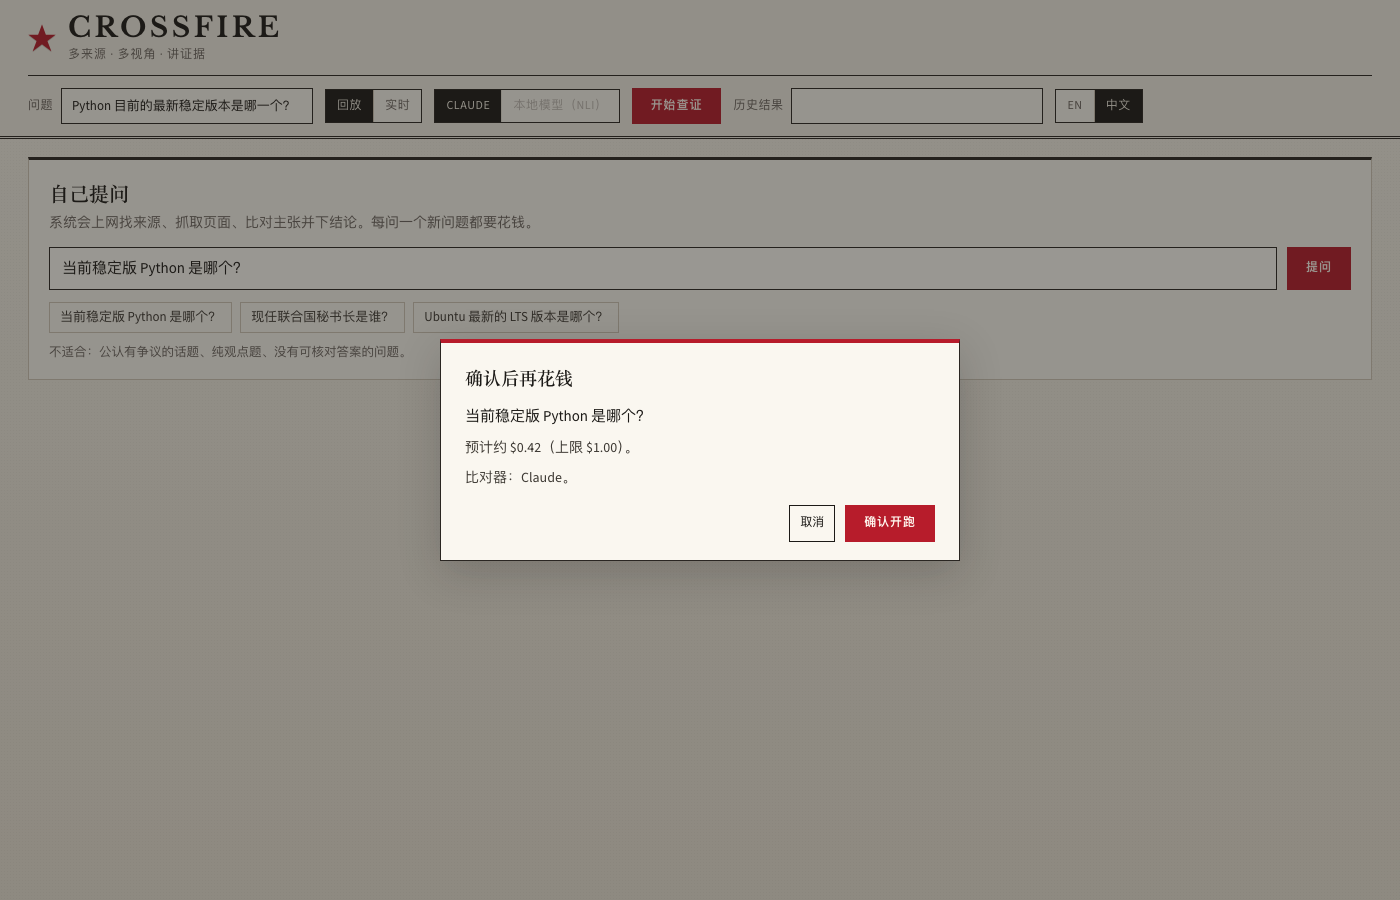 CROSSFIRE
多来源 · 多视角 · 讲证据
问题 Python 目前的最新稳定版本是哪一个? 回放 实时 CLAUDE 本地模型（NLI） 开始查证 历史结果 EN 中文
自己提问
系统会上网找来源、抓取页面、比对主张并下结论。每问一个新问题都要花钱。
当前稳定版 Python 是哪个? 提问
当前稳定版 Python 是哪个? 现任联合国秘书长是谁? Ubuntu 最新的 LTS 版本是哪个?
不适合：公认有争议的话题、纯观点题、没有可核对答案的问题。
确认后再花钱
当前稳定版 Python 是哪个?
预计约 $0.42（上限 $1.00）。
比对器：Claude。
取消 确认开跑